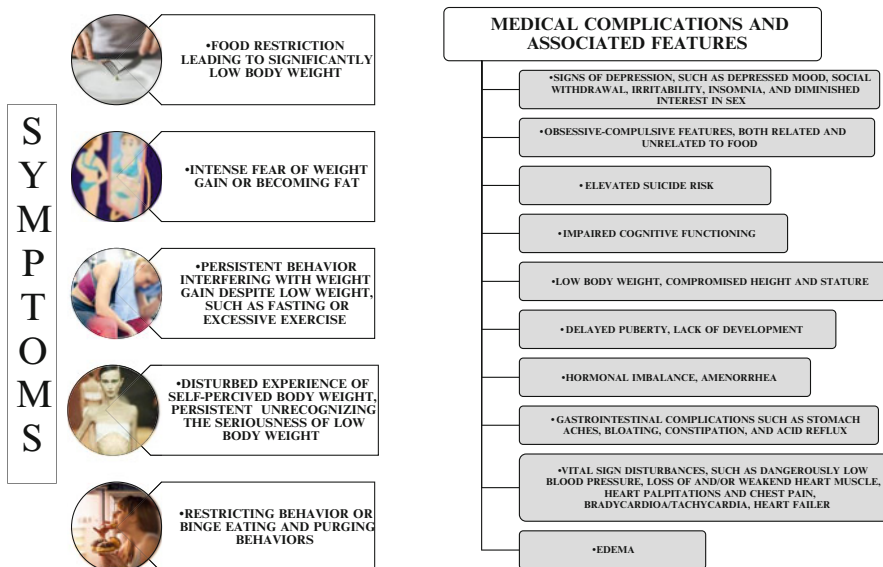 SYMPTOMS
•FOOD RESTRICTION
LEADING TO SIGNIFICANTLY
LOW BODY WEIGHT
•INTENSE FEAR OF WEIGHT
GAIN OR BECOMING FAT
•PERSISTENT BEHAVIOR
INTERFERING WITH WEIGHT
GAIN DESPITE LOW WEIGHT,
SUCH AS FASTING OR
EXCESSIVE EXERCISE
•DISTURBED EXPERIENCE OF
SELF-PERCIVED BODY WEIGHT,
PERSISTENT UNRECOGNIZING
THE SERIOUSNESS OF LOW
BODY WEIGHT
•RESTRICTING BEHAVIOR OR
BINGE EATING AND PURGING
BEHAVIORS
MEDICAL COMPLICATIONS AND
ASSOCIATED FEATURES
•SIGNS OF DEPRESSION, SUCH AS DEPRESSED MOOD, SOCIAL
WITHDRAWAL, IRRITABILITY, INSOMNIA, AND DIMINISHED
INTEREST IN SEX
•OBSESSIVE-COMPULSIVE FEATURES, BOTH RELATED AND
UNRELATED TO FOOD
• ELEVATED SUICIDE RISK
•IMPAIRED COGNITIVE FUNCTIONING
•LOW BODY WEIGHT, COMPROMISED HEIGHT AND STATURE
•DELAYED PUBERTY, LACK OF DEVELOPMENT
•HORMONAL IMBALANCE, AMENORRHEA
•GASTROINTESTINAL COMPLICATIONS SUCH AS STOMACH
ACHES, BLOATING, CONSTIPATION, AND ACID REFLUX
•VITAL SIGN DISTURBANCES, SUCH AS DANGEROUSLY LOW
BLOOD PRESSURE, LOSS OF AND/OR WEAKEND HEART MUSCLE,
HEART PALPITATIONS AND CHEST PAIN,
BRADYCARDIOA/TACHYCARDIA, HEART FAILER
•EDEMA